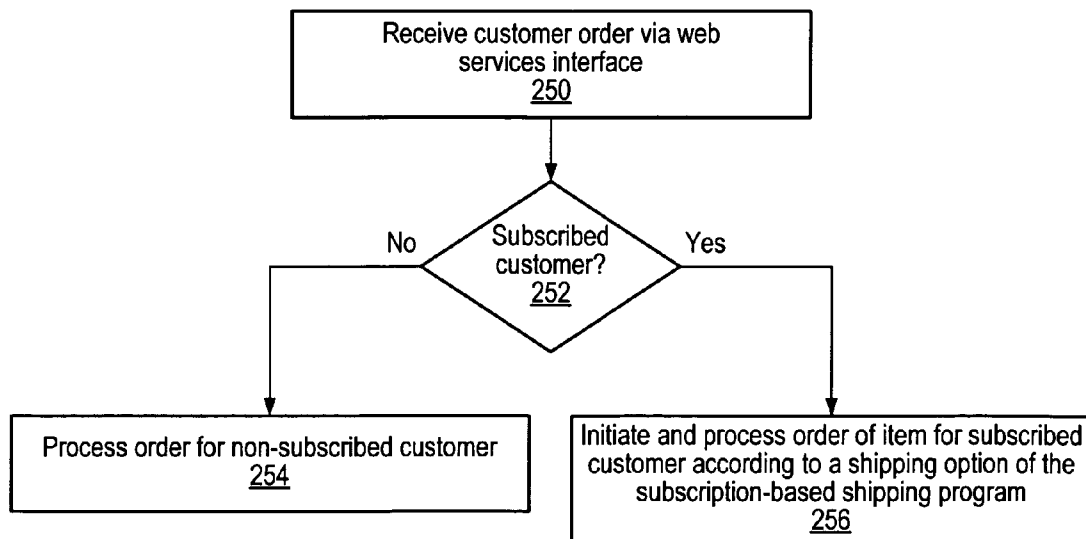 Receive customer order via web
services interface
250
No
Subscribed
customer?
252
Yes
Process order for non-subscribed customer
254
Initiate and process order of item for subscribed
customer according to a shipping option of the
subscription-based shipping program
256